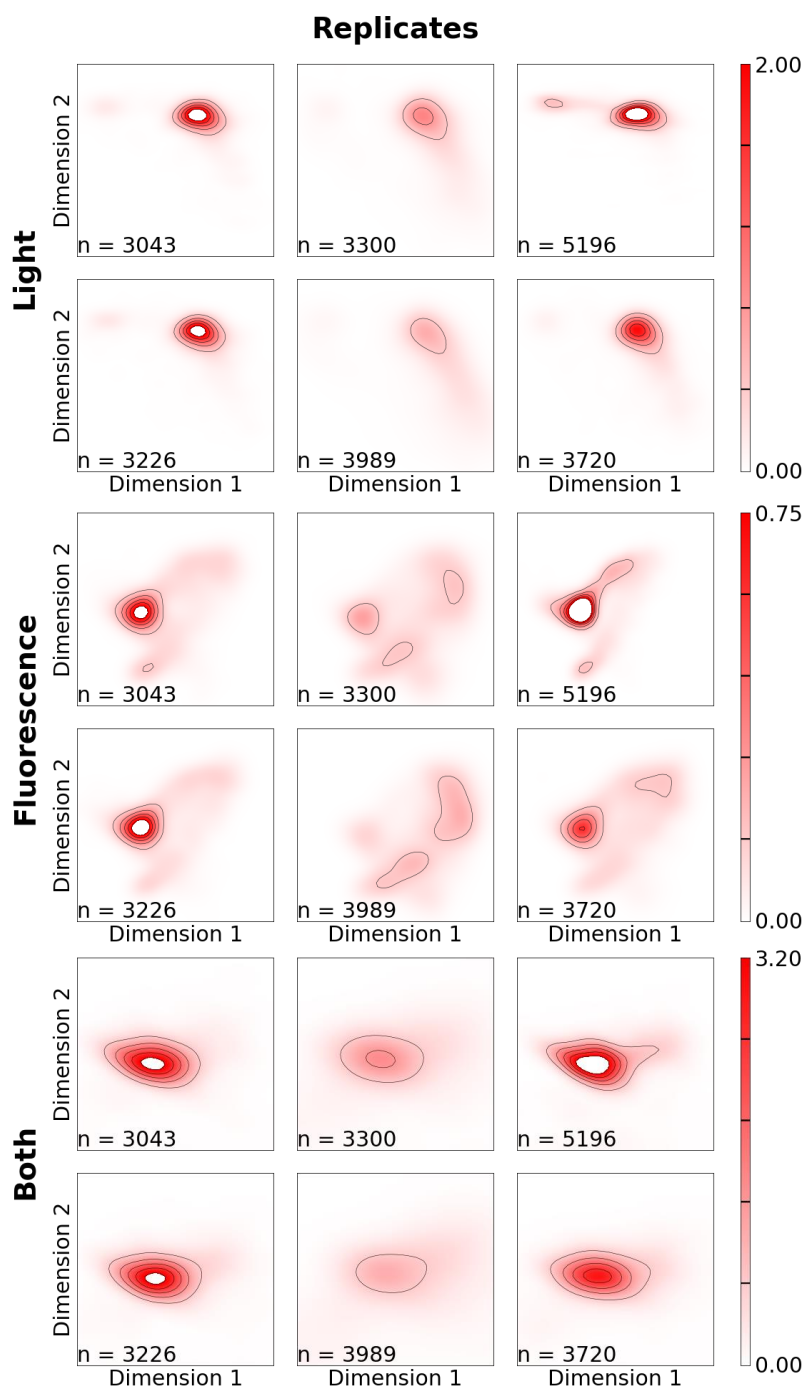 Replicates
Light
Dimension 2
n = 3043
n = 3300
n = 5196
2.00
Dimension 2
n = 3226
n = 3989
n = 3720
0.00
Dimension 1
Dimension 1
Dimension 1
Fluorescence
Dimension 2
n = 3043
n = 3300
n = 5196
0.75
Dimension 2
n = 3226
n = 3989
n = 3720
0.00
Dimension 1
Dimension 1
Dimension 1
Both
Dimension 2
n = 3043
n = 3300
n = 5196
3.20
Dimension 2
n = 3226
n = 3989
n = 3720
0.00
Dimension 1
Dimension 1
Dimension 1